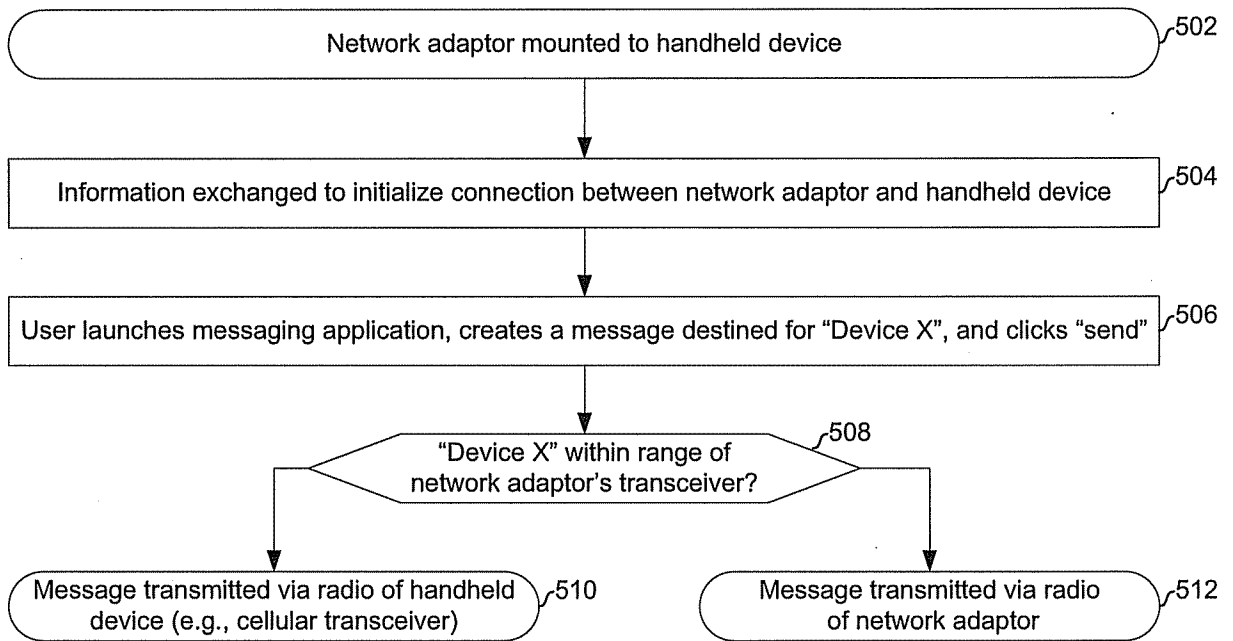 Network adaptor mounted to handheld device
502
Information exchanged to initialize connection between network adaptor and handheld device
504
User launches messaging application, creates a message destined for “Device X”, and clicks “send”
506
“Device X” within range of
network adaptor’s transceiver?
508
Message transmitted via radio of handheld
device (e.g., cellular transceiver)
510
Message transmitted via radio
of network adaptor
512